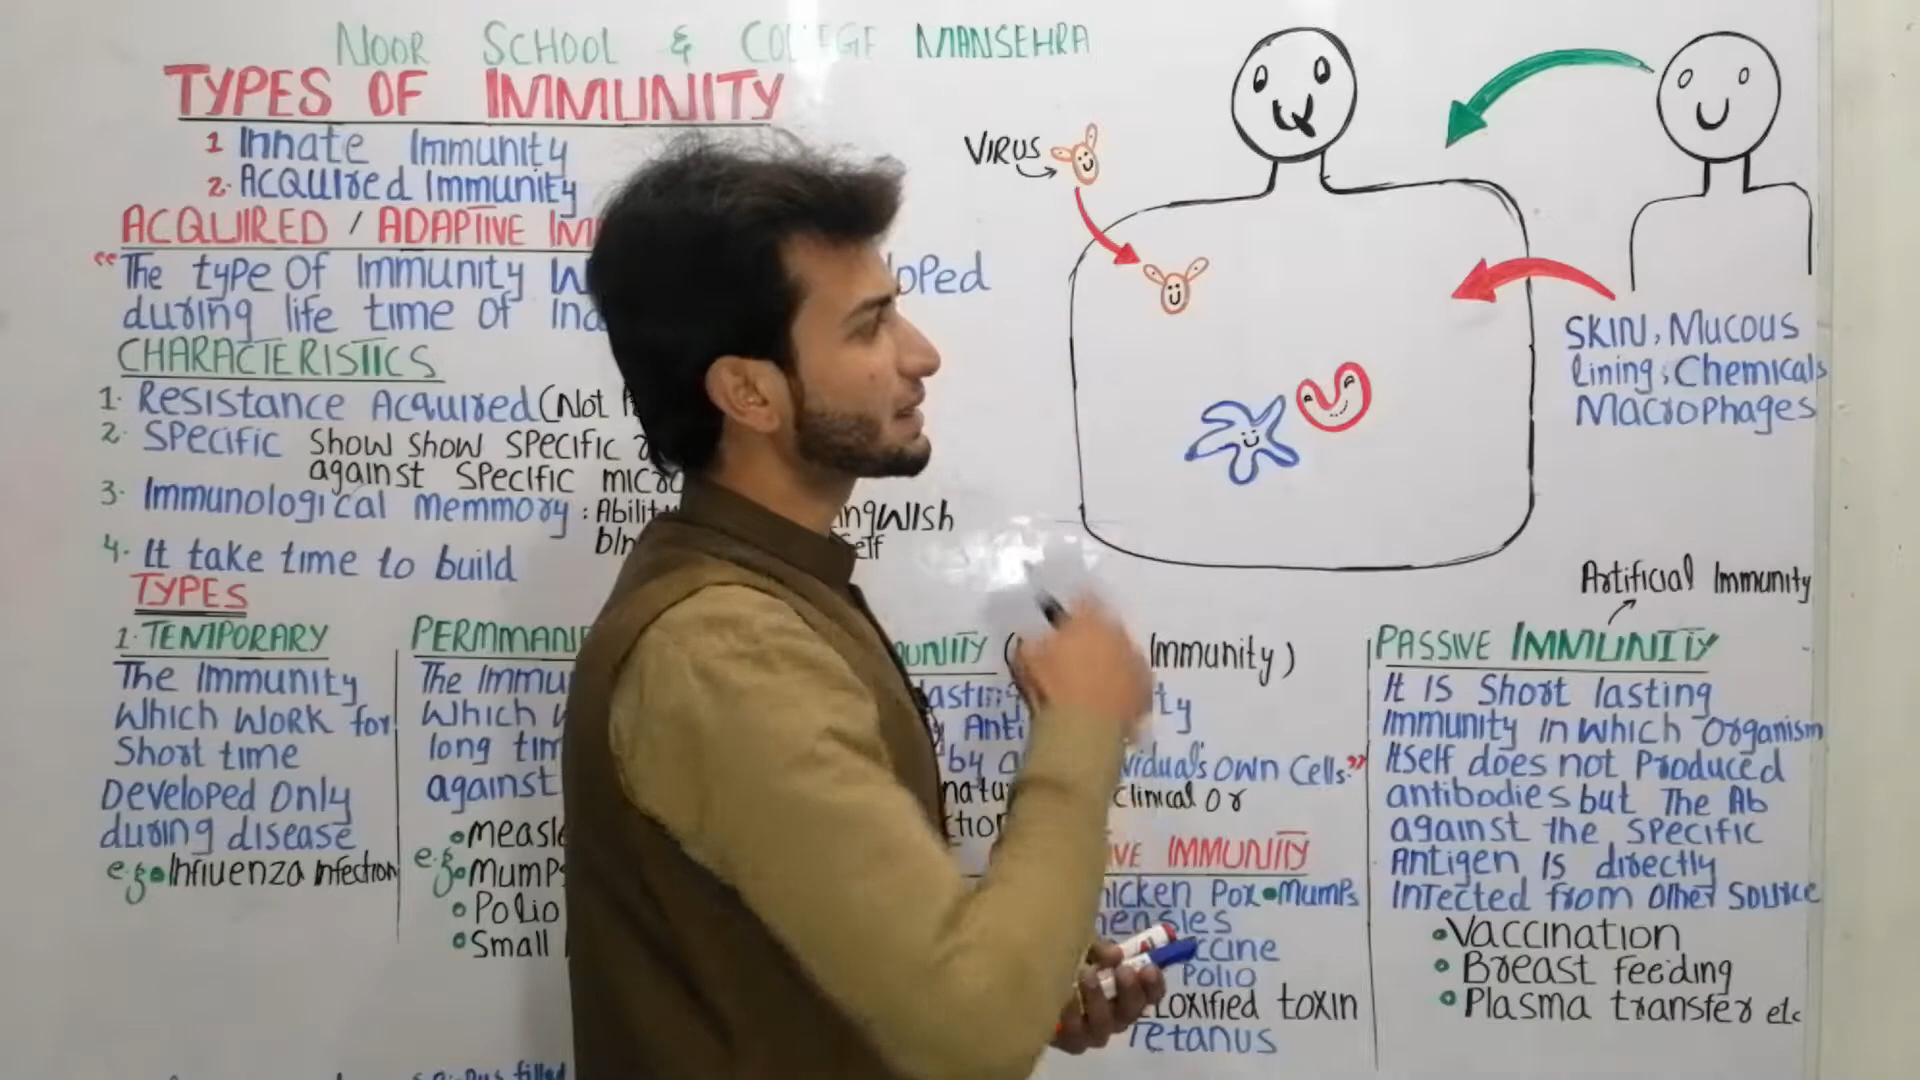 NOOR SCHOOL & COLLEGE MANSEHRA
TYPES OF IMMUNITY
1 Innate Immunity
2. Acquired Immunity
ACQUIRED / ADAPTIVE IM
"The type of Immunity w loped
during life time of Ind
CHARACTERISTICS
1. Resistance Acquired (Not
2. Specific Show show specific
against specific micro
3. Immunological memmory : Ability ingwish
b/n self
4. It take time to build
TYPES
1. TEMPORARY
The Immunity
which work for
Short time
Developed Only
during disease
e.g Influenza infection
PERMMANE
The Immu
which
long tim
against
e.g measle
Mumps
Polio
Small
UNITY ( Immunity)
lasting ty
y Anti
by a vidual's own cells."
natu clinical or
ction
VE IMMUNITY
hicken pox Mumps
measles
ccine
Polio
toxified toxin
Tetanus
VIRUS
SKIN, Mucous
lining, Chemicals
Macrophages
Artificial Immunity
PASSIVE IMMUNITY
It is Short lasting
immunity in which organism
itself does not produced
antibodies but The Ab
against the specific
Antigen is directly
Infected from other source
Vaccination
Breast feeding
Plasma transfer etc